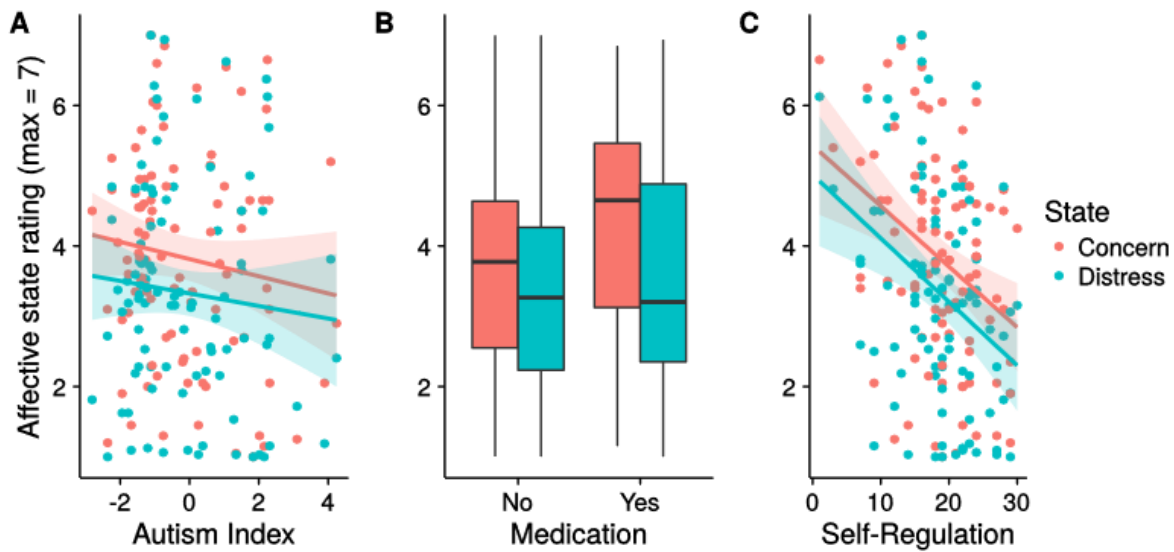 A
B
C
Affective state rating (max = 7)
6
4
2
-2 0 2 4
Autism Index
6
4
2
No Yes
Medication
6
4
2
0 10 20 30
Self-Regulation
State
Concern
Distress